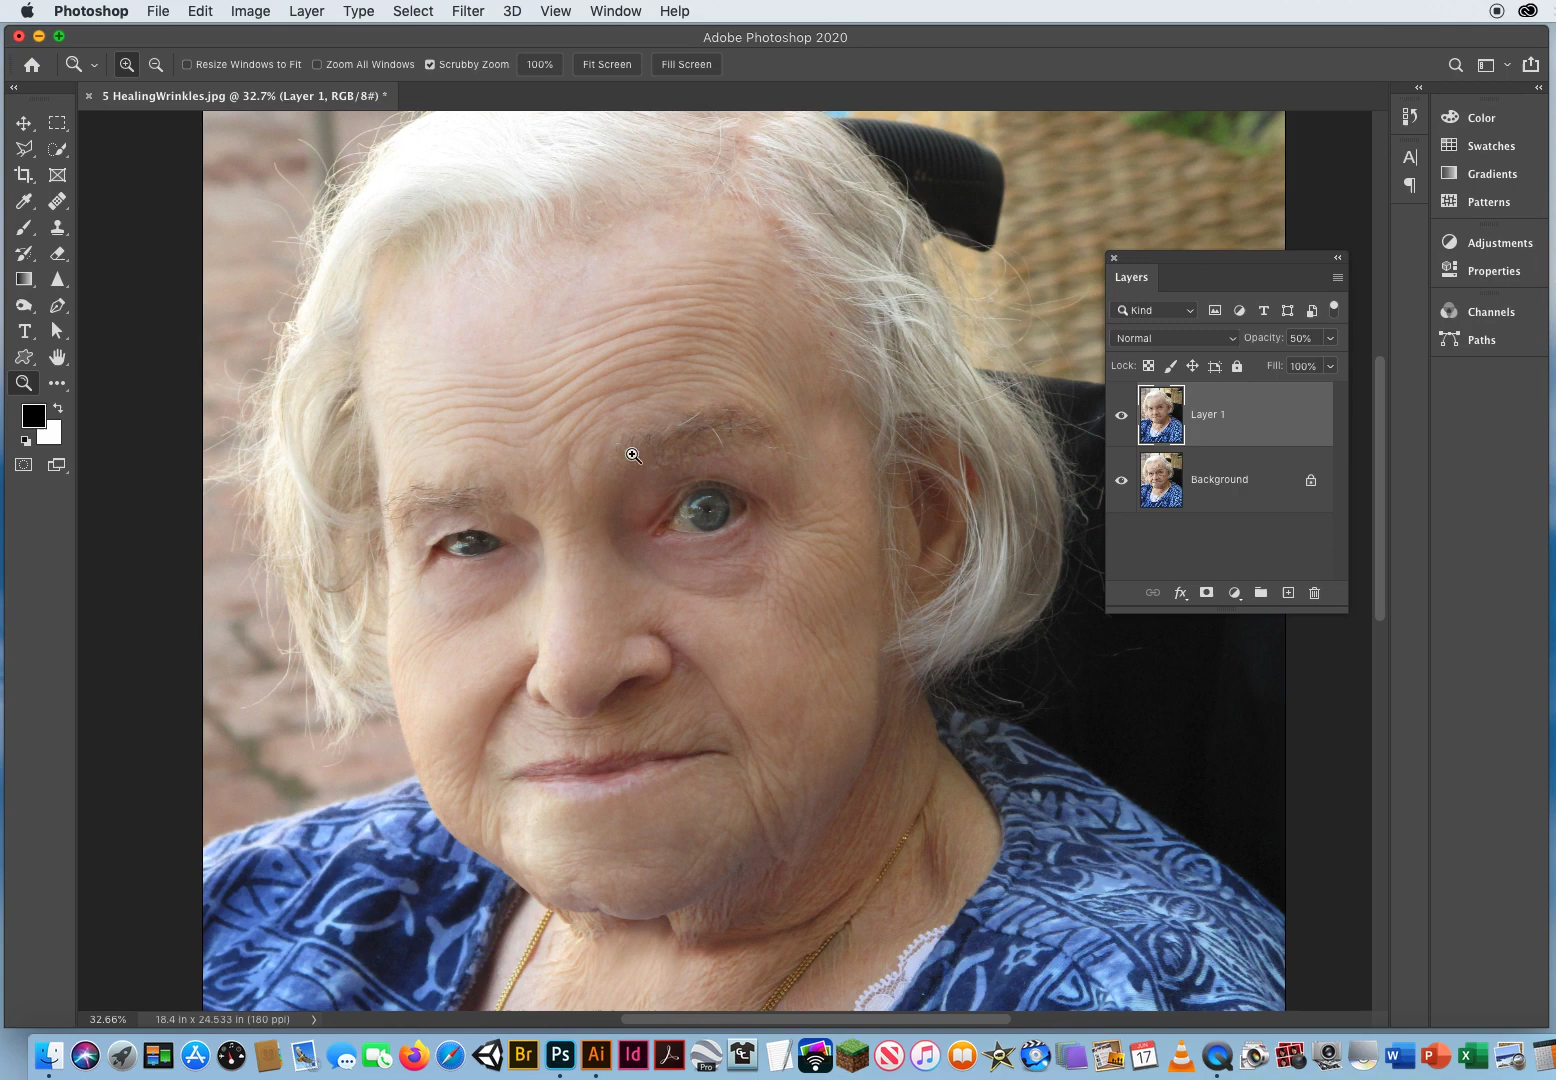 Photoshop File Edit Image Layer Type Select Filter 3D View Window Help
Adobe Photoshop 2020
Resize Windows to Fit Zoom All Windows Scrubby Zoom 100% Fit Screen Fill Screen
5 HealingWrinkles.jpg @ 32.7% (Layer 1, RGB/8#) *
Color
Swatches
Gradients
Patterns
Adjustments
Properties
Channels
Paths
Layers
Kind
Normal Opacity: 50%
Lock: Fill: 100%
Layer 1
Background
32.66% 18.4 in x 24.533 in (180 ppi)
Br Ps Ai Id Pro JUN 17 W P X